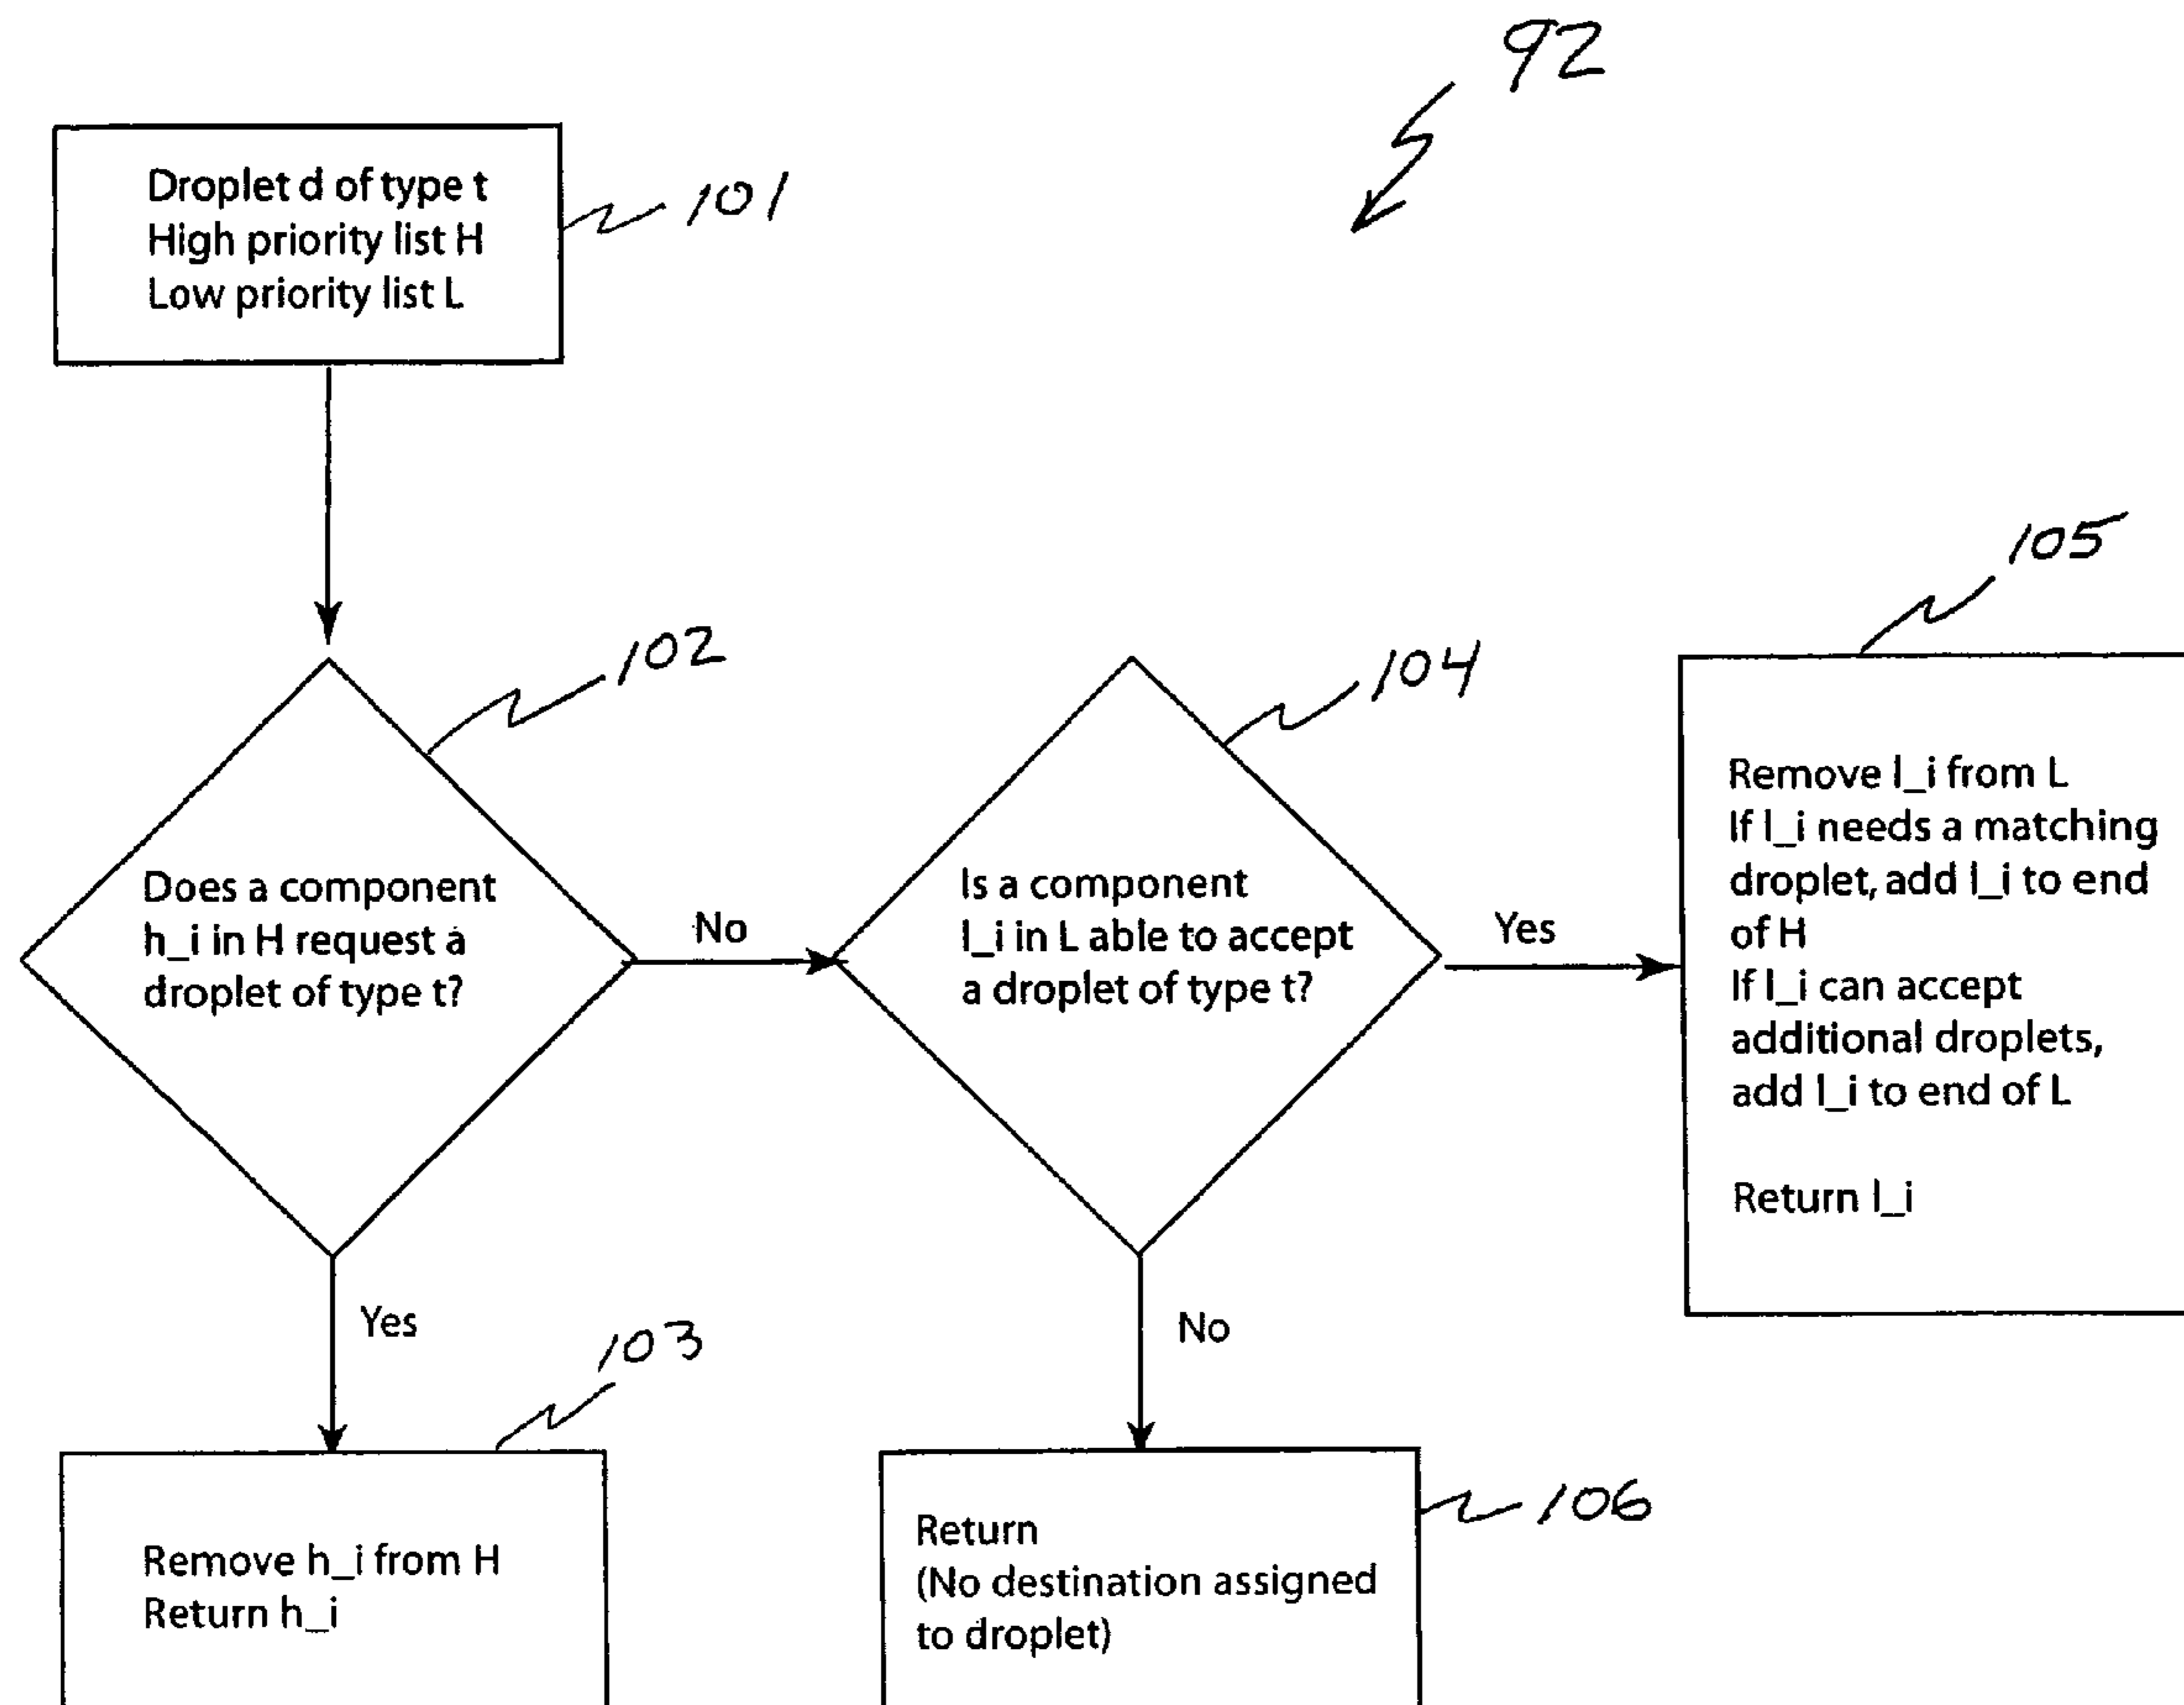 92
Droplet d of type t
High priority list H
Low priority list L
101
102
Does a component
h_i in H request a
droplet of type t?
No
104
Is a component
l_i in L able to accept
a droplet of type t?
Yes
105
Remove l_i from L
If l_i needs a matching
droplet, add l_i to end
of H
If l_i can accept
additional droplets,
add l_i to end of L
Return l_i
Yes
103
Remove h_i from H
Return h_i
No
106
Return
(No destination assigned
to droplet)